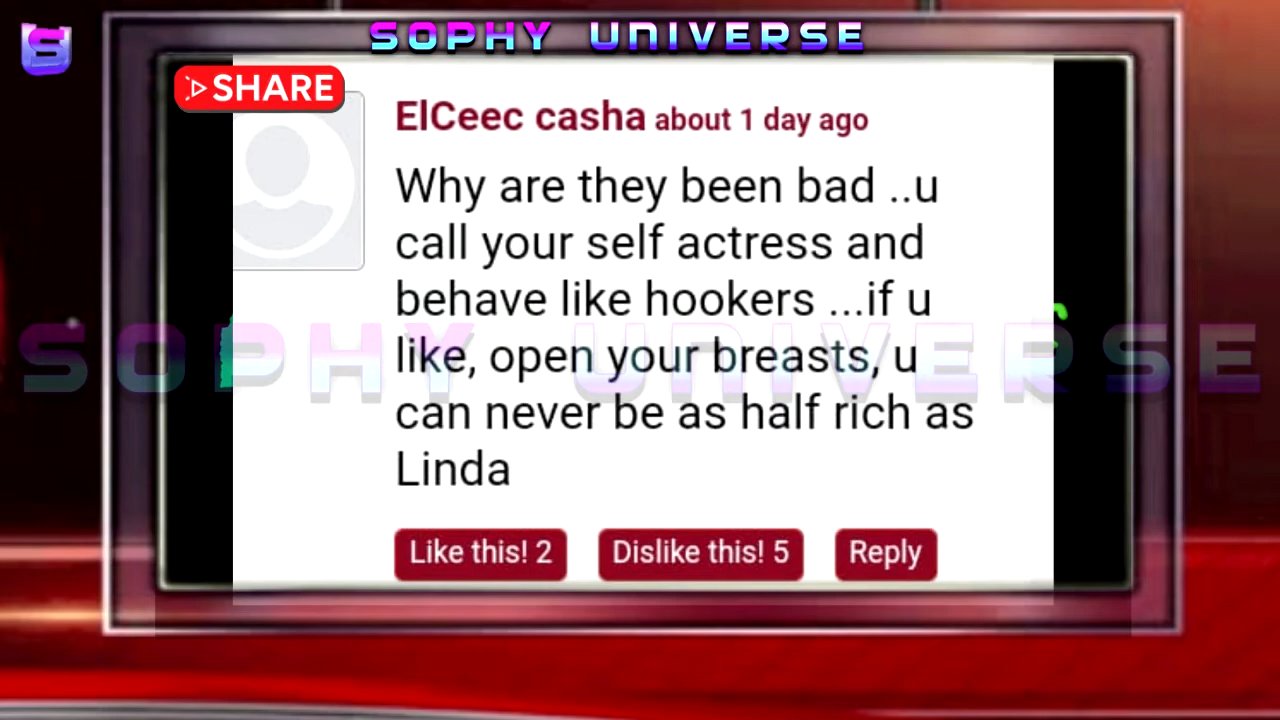 SOPHY UNIVERSE
S
SHARE
ElCeec casha about 1 day ago
Why are they been bad ..u
call your self actress and
behave like hookers ...if u
like, open your breasts, u
can never be as half rich as
Linda
SOPHY UNIVERSE
Like this! 2 Dislike this! 5 Reply